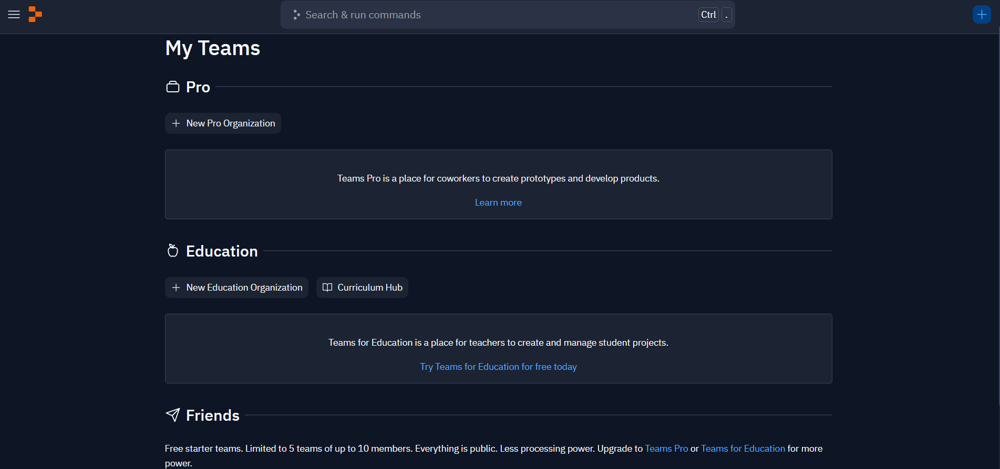 Search & run commands
Ctrl .
My Teams
Pro
New Pro Organization
Teams Pro is a place for coworkers to create prototypes and develop products.
Learn more
Education
New Education Organization
Curriculum Hub
Teams for Education is a place for teachers to create and manage student projects.
Try Teams for Education for free today
Friends
Free starter teams. Limited to 5 teams of up to 10 members. Everything is public. Less processing power. Upgrade to Teams Pro or Teams for Education for more
power.